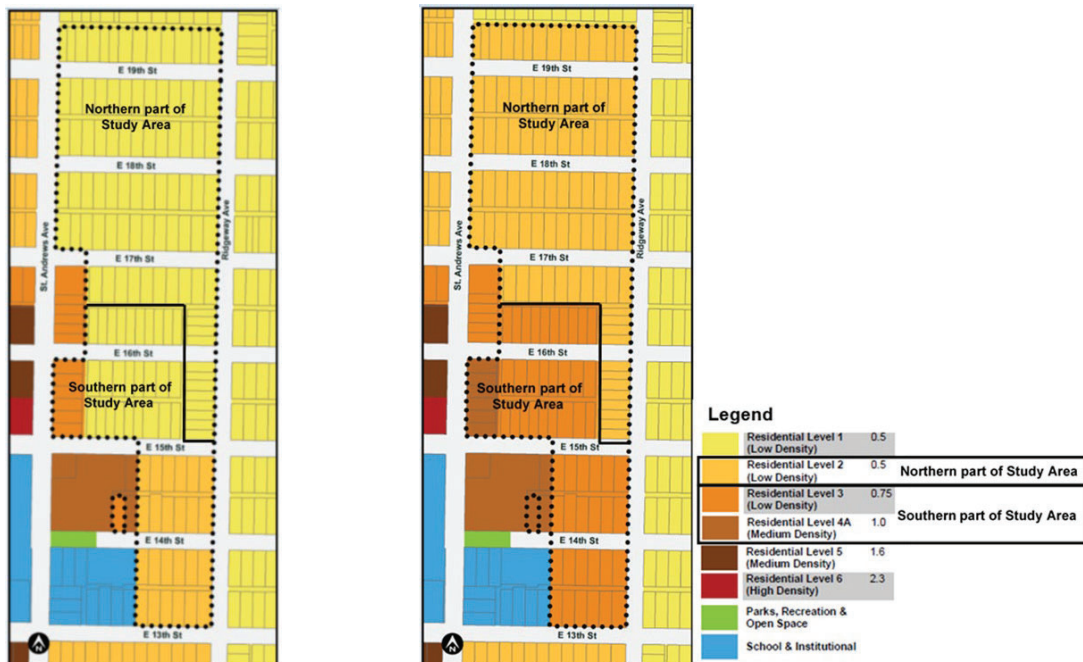 E 19th St
Northern part of
Study Area
E 18th St
St. Andrews Ave
Ridgeway Ave
E 17th St
E 16th St
Southern part of
Study Area
E 15th St
E 14th St
E 13th St
N
E 19th St
Northern part of
Study Area
E 18th St
St. Andrews Ave
Ridgeway Ave
E 17th St
E 16th St
Southern part of
Study Area
E 15th St
E 14th St
E 13th St
N
Legend
Residential Level 1 0.5
(Low Density)
Residential Level 2 0.5 Northern part of Study Area
(Low Density)
Residential Level 3 0.75
(Low Density)
Southern part of Study Area
Residential Level 4A 1.0
(Medium Density)
Residential Level 5 1.6
(Medium Density)
Residential Level 6 2.3
(High Density)
Parks, Recreation &
Open Space
School & Institutional